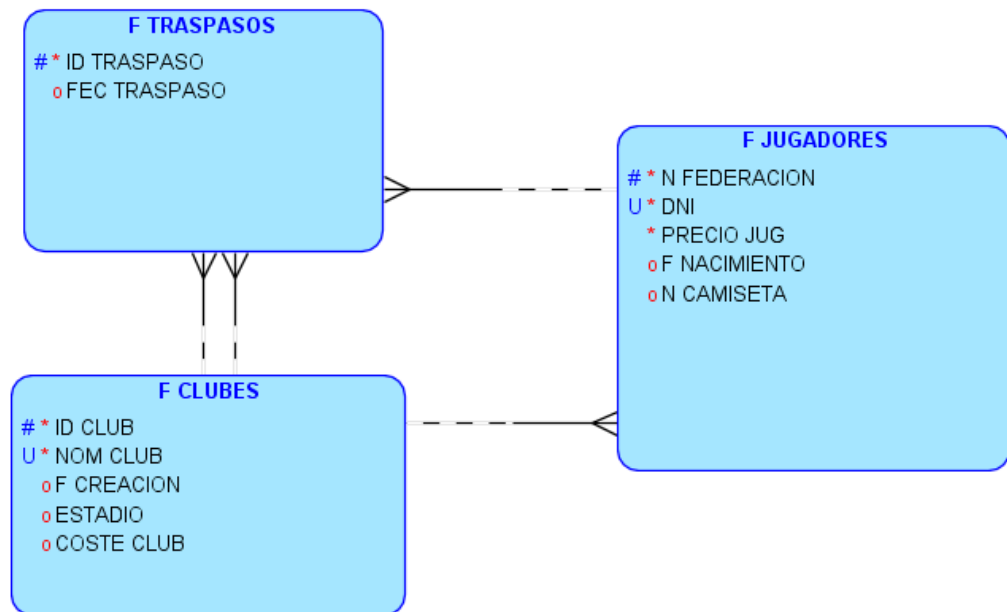 F TRASPASOS
# * ID TRASPASO
o FEC TRASPASO
F JUGADORES
# * N FEDERACION
U * DNI
* PRECIO JUG
o F NACIMIENTO
o N CAMISETA
F CLUBES
# * ID CLUB
U * NOM CLUB
o F CREACION
o ESTADIO
o COSTE CLUB